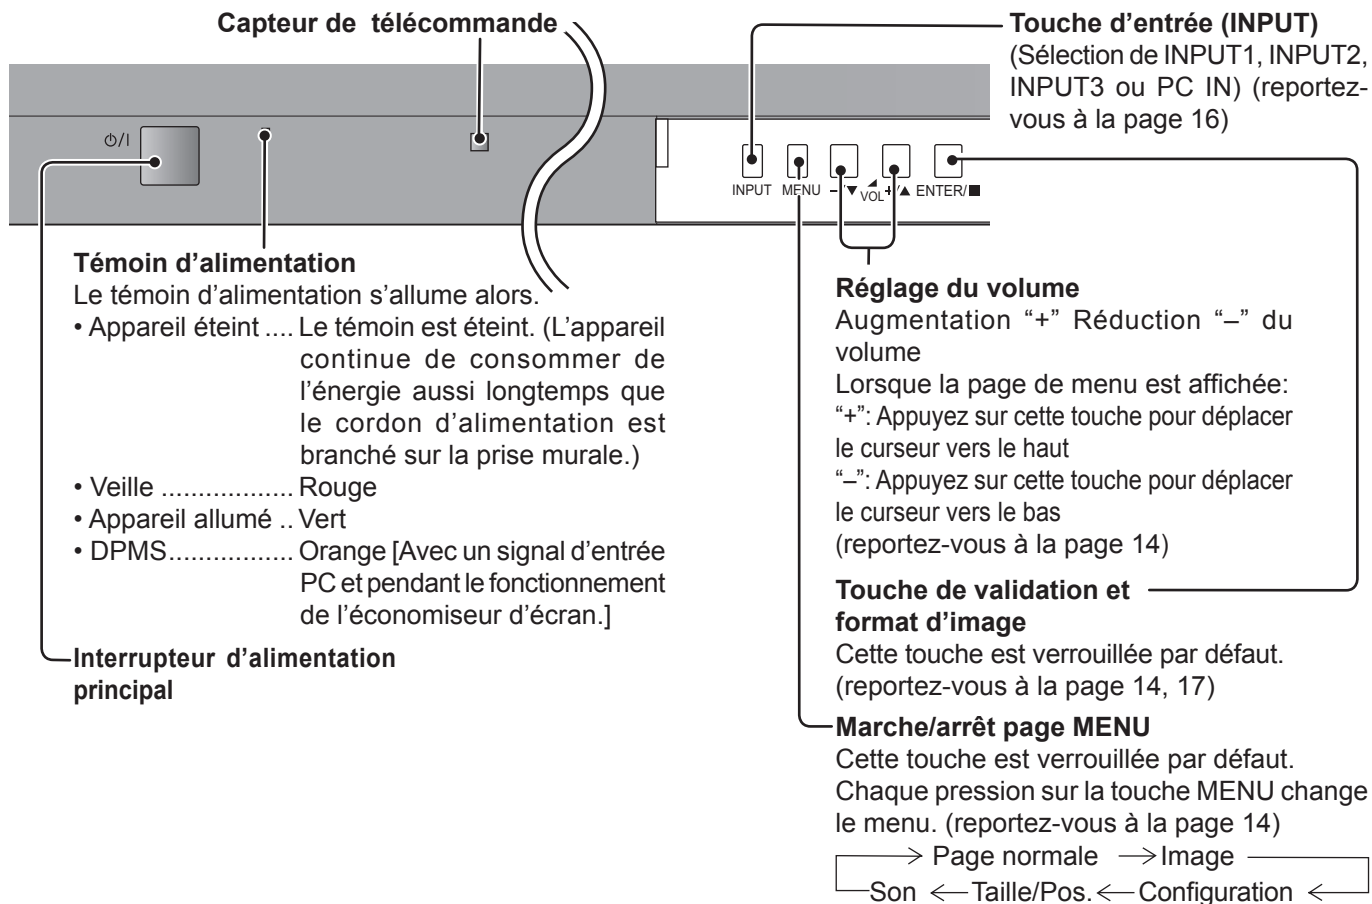 Capteur de télécommande
Touche d’entrée (INPUT)
(Sélection de INPUT1, INPUT2,
INPUT3 ou PC IN) (reportez-
vous à la page 16)
⏻/I
INPUT MENU –/▼ VOL +/▲ ENTER/■
Témoin d’alimentation
Le témoin d’alimentation s’allume alors.
• Appareil éteint .... Le témoin est éteint. (L’appareil
continue de consommer de
l’énergie aussi longtemps que
le cordon d’alimentation est
branché sur la prise murale.)
• Veille .................. Rouge
• Appareil allumé .. Vert
• DPMS................. Orange [Avec un signal d’entrée
PC et pendant le fonctionnement
de l’économiseur d’écran.]
Interrupteur d’alimentation
principal
Réglage du volume
Augmentation “+” Réduction “–” du
volume
Lorsque la page de menu est affichée:
“+”: Appuyez sur cette touche pour déplacer
le curseur vers le haut
“–”: Appuyez sur cette touche pour déplacer
le curseur vers le bas
(reportez-vous à la page 14)
Touche de validation et
format d’image
Cette touche est verrouillée par défaut.
(reportez-vous à la page 14, 17)
Marche/arrêt page MENU
Cette touche est verrouillée par défaut.
Chaque pression sur la touche MENU change
le menu. (reportez-vous à la page 14)
Page normale → Image
Son ← Taille/Pos. ← Configuration ←